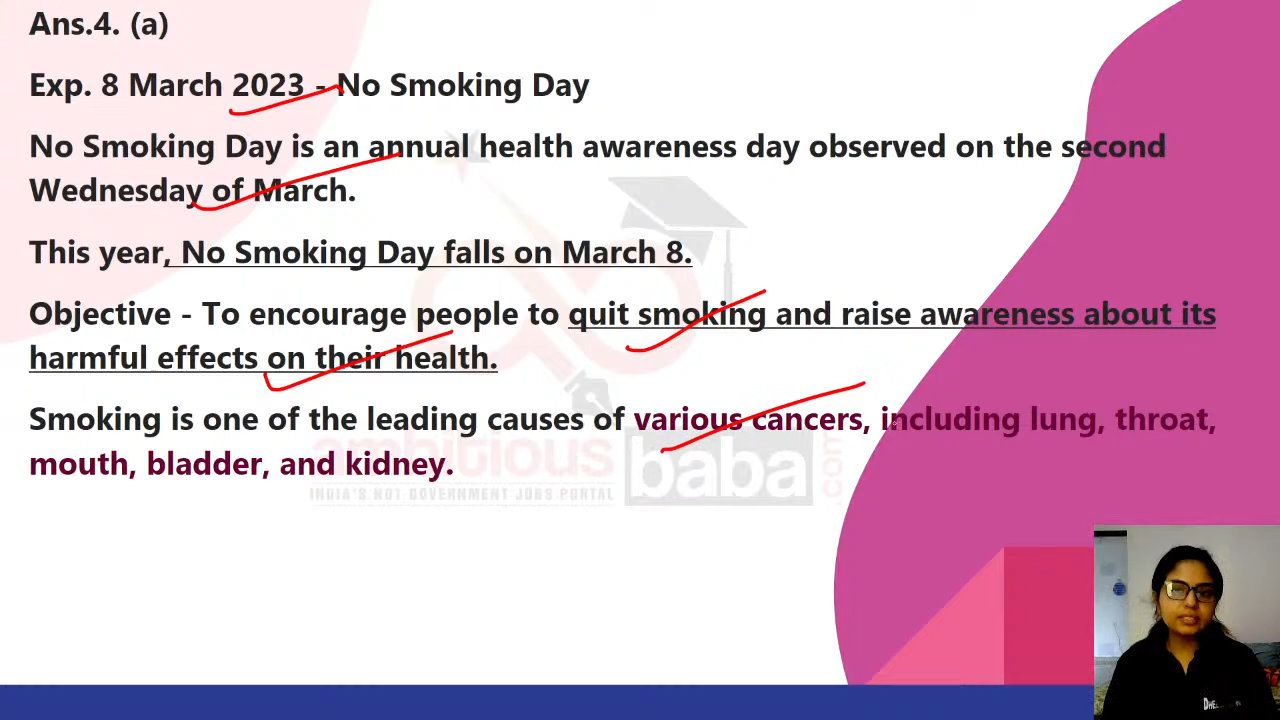 Ans.4. (a)
Exp. 8 March 2023 - No Smoking Day
No Smoking Day is an annual health awareness day observed on the second
Wednesday of March.
This year, No Smoking Day falls on March 8.
Objective - To encourage people to quit smoking and raise awareness about its
harmful effects on their health.
Smoking is one of the leading causes of various cancers, including lung, throat,
mouth, bladder, and kidney.
ambitious baba .com
INDIA'S NO1 GOVERNMENT JOBS PORTAL